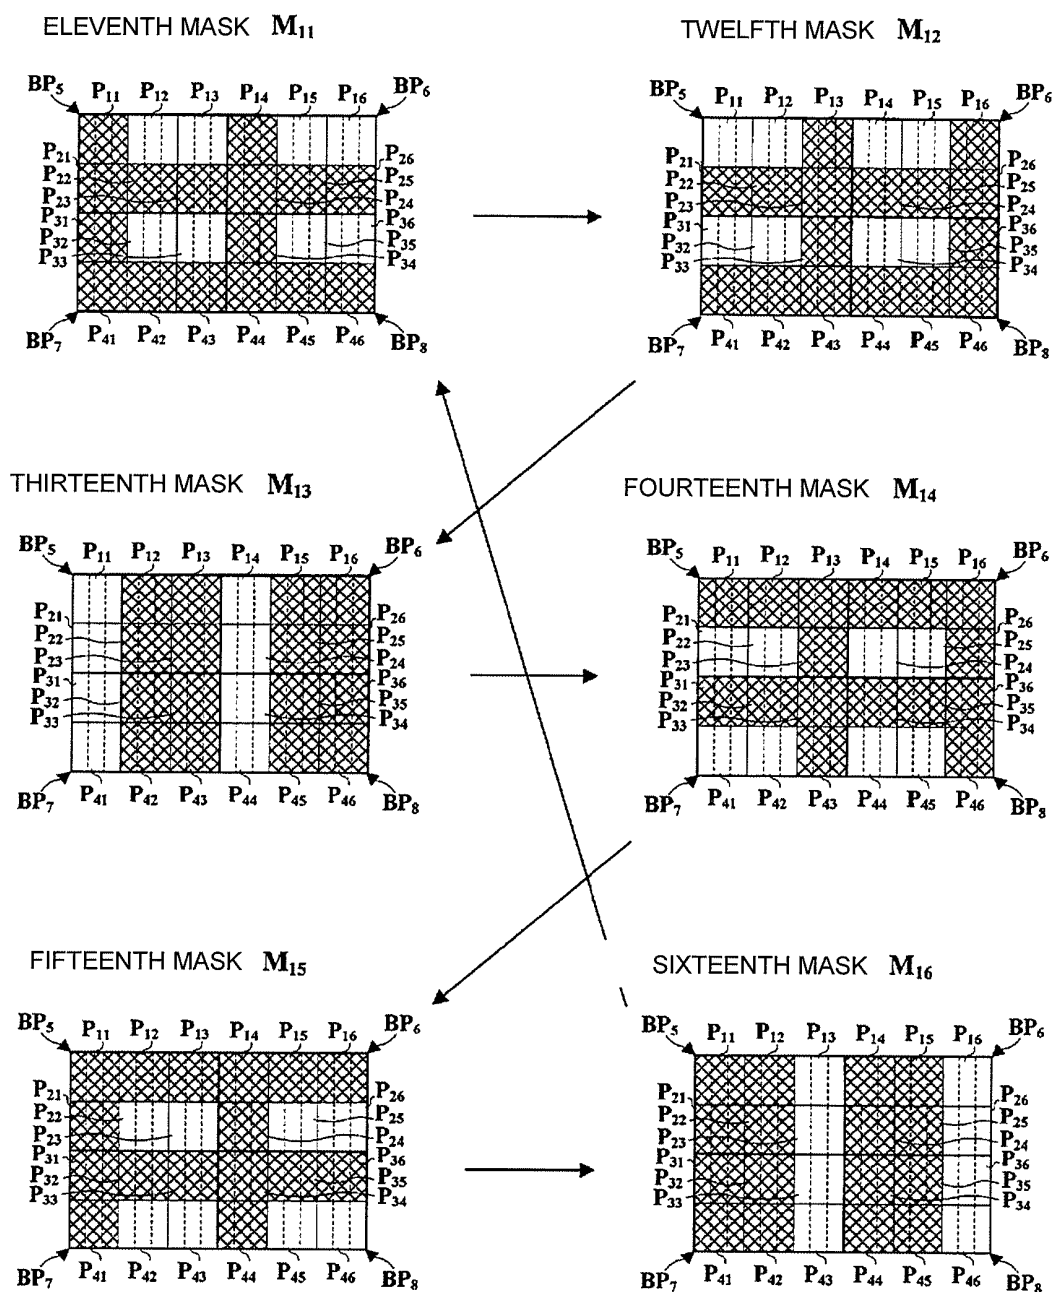 ELEVENTH MASK M11
TWELFTH MASK M12
BP5 P11 P12 P13 P14 P15 P16 BP6
P21 P26
P22 P25
P23 P24
P31 P36
P32 P35
P33 P34
BP7 P41 P42 P43 P44 P45 P46 BP8
BP5 P11 P12 P13 P14 P15 P16 BP6
P21 P26
P22 P25
P23 P24
P31 P36
P32 P35
P33 P34
BP7 P41 P42 P43 P44 P45 P46 BP8
THIRTEENTH MASK M13
FOURTEENTH MASK M14
BP5 P11 P12 P13 P14 P15 P16 BP6
P21 P26
P22 P25
P23 P24
P31 P36
P32 P35
P33 P34
BP7 P41 P42 P43 P44 P45 P46 BP8
BP5 P11 P12 P13 P14 P15 P16 BP6
P21 P26
P22 P25
P23 P24
P31 P36
P32 P35
P33 P34
BP7 P41 P42 P43 P44 P45 P46 BP8
FIFTEENTH MASK M15
SIXTEENTH MASK M16
BP5 P11 P12 P13 P14 P15 P16 BP6
P21 P26
P22 P25
P23 P24
P31 P36
P32 P35
P33 P34
BP7 P41 P42 P43 P44 P45 P46 BP8
BP5 P11 P12 P13 P14 P15 P16 BP6
P21 P26
P22 P25
P23 P24
P31 P36
P32 P35
P33 P34
BP7 P41 P42 P43 P44 P45 P46 BP8